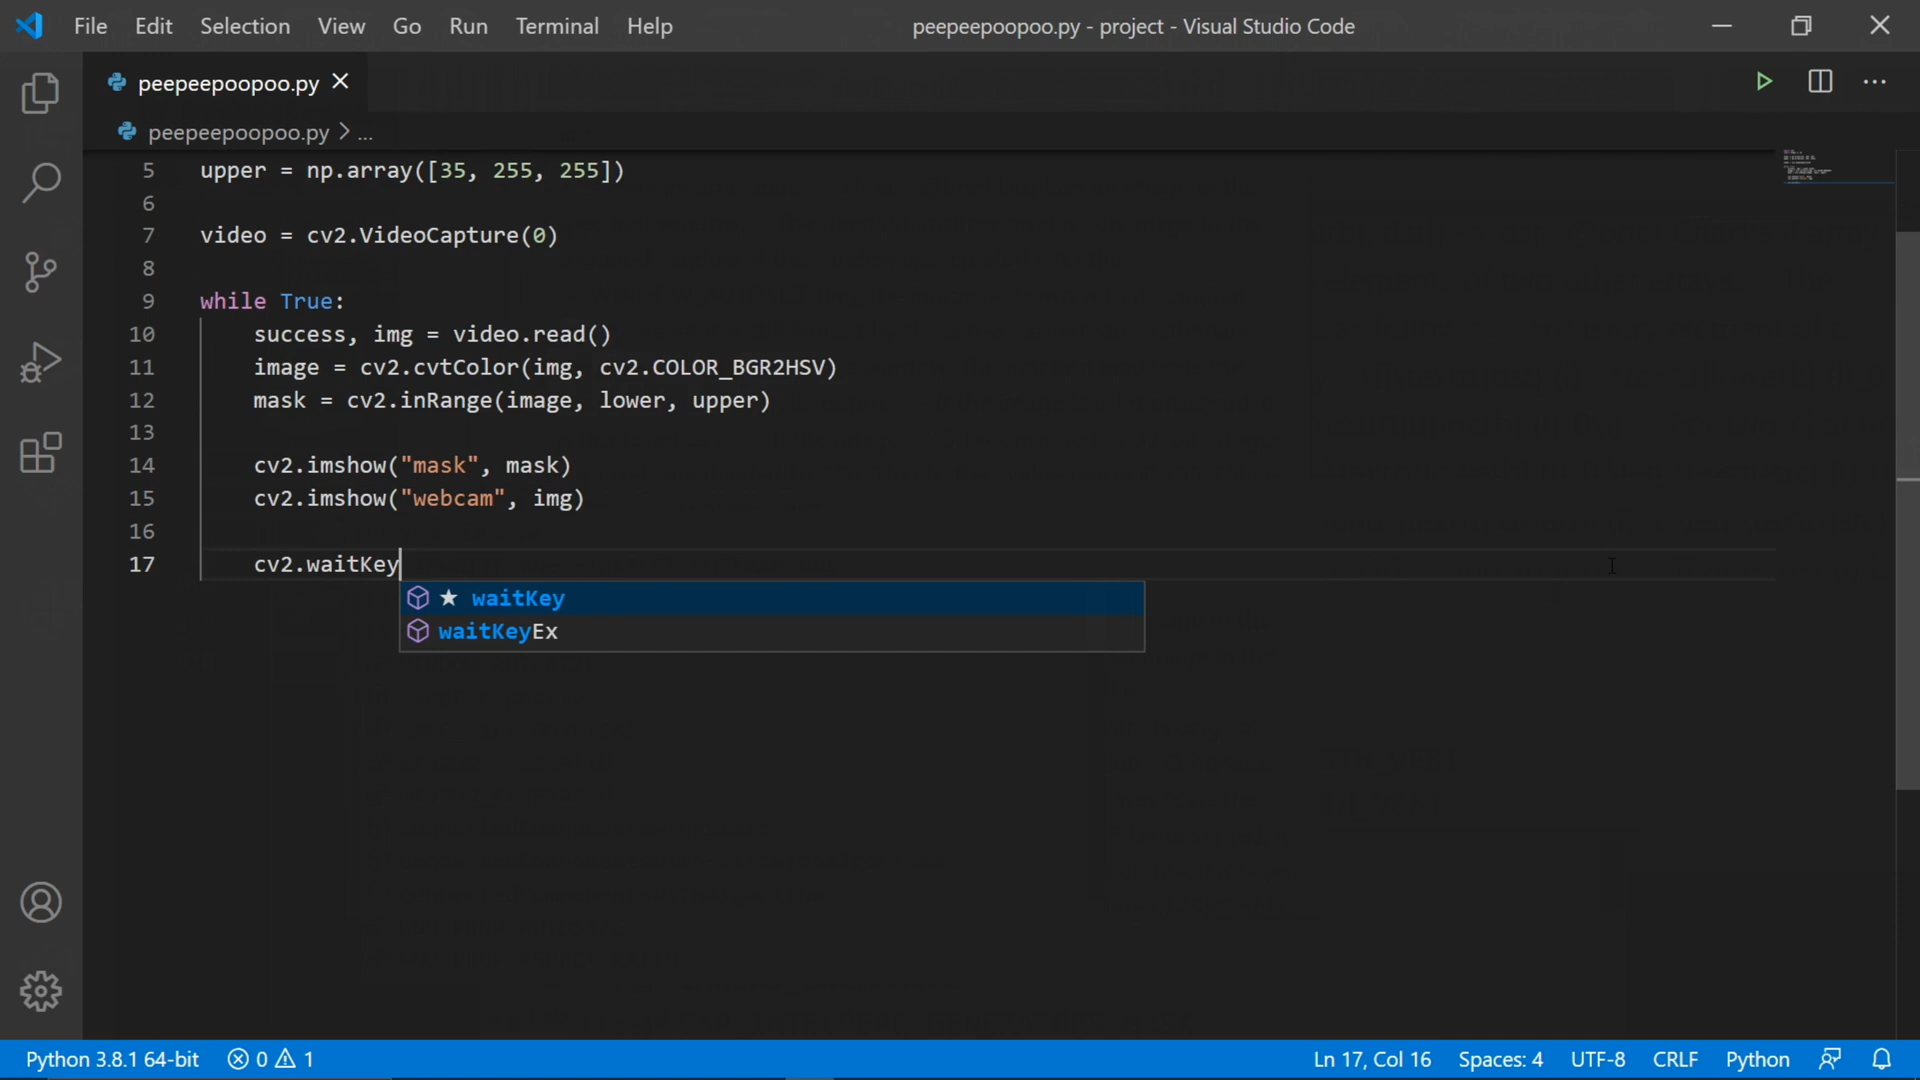 File Edit Selection View Go Run Terminal Help peepeepoopoo.py - project - Visual Studio Code
peepeepoopoo.py
peepeepoopoo.py > ...
5 upper = np.array([35, 255, 255])
6
7 video = cv2.VideoCapture(0)
8
9 while True:
10 success, img = video.read()
11 image = cv2.cvtColor(img, cv2.COLOR_BGR2HSV)
12 mask = cv2.inRange(image, lower, upper)
13
14 cv2.imshow("mask", mask)
15 cv2.imshow("webcam", img)
16
17 cv2.waitKey
★ waitKey
waitKeyEx
Python 3.8.1 64-bit 0 1 Ln 17, Col 16 Spaces: 4 UTF-8 CRLF Python